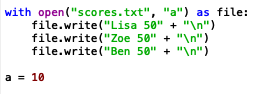 with open("scores.txt", "a") as file:
    file.write("Lisa 50" + "\n")
    file.write("Zoe 50" + "\n")
    file.write("Ben 50" + "\n")
a = 10